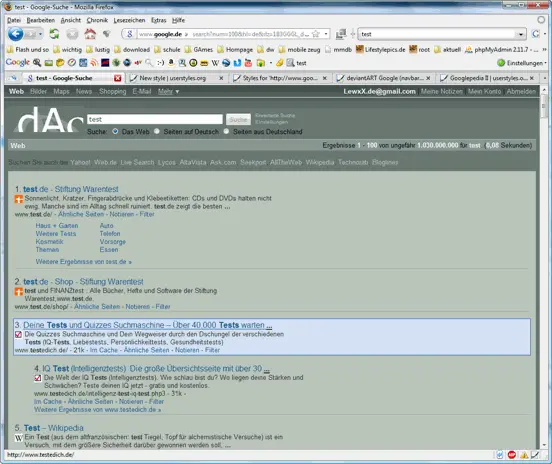 test - Google-Suche - Mozilla Firefox
Datei Bearbeiten Ansicht Chronik Lesezeichen Extras Hilfe
www.google.de
test
Flash und so wichtig lustig download schule GAmes Hompage dw mobile zeug mmdb Lifestylepics.de root aktuell phpMyAdmin 2.11.7 -...
Google Einstellungen
test - Google-Suche New style | userstyles.org Styles for 'http://www.goo... deviantART Google (navbar... Googlepedia | userstyles.o...
Web Bilder Maps News Shopping E-Mail Mehr LewxX.de@gmail.com Meine Notizen Mein Konto Abmelden
dAc test Suche Erweiterte Suche
Einstellungen
Suche: Das Web Seiten auf Deutsch Seiten aus Deutschland
Web Ergebnisse 1 - 100 von ungefähr 1.030.000.000 für test (0,08 Sekunden)
Suchen Sie auch bei Yahoo! Web.de Live Search Lycos AltaVista Ask.com Seekport AllTheWeb Wikipedia Technorati Bloglines
1. test.de - Stiftung Warentest
Sonnenlicht, Kratzer, Fingerabdrücke und Klebeetiketten: CDs und DVDs halten nicht
ewig. Manche sind im Alltag schnell ruiniert. test.de zeigt die besten ...
www.test.de/ - Ähnliche Seiten - Notieren - Filter
Haus + Garten Auto
Weitere Tests Telefon
Kosmetik Vorsorge
Themen Essen
Weitere Ergebnisse von test.de »
2. test.de - Shop - Stiftung Warentest
test und FINANZtest ; Alle Bücher, Hefte und Software der Stiftung
Warentest,www.test.de.
www.test.de/shop/ - Ähnliche Seiten - Notieren - Filter
3. Deine Tests und Quizzes Suchmaschine – Über 40.000 Tests warten ...
Die Quizzes Suchmaschine und Dein Wegweiser durch den Dschungel der verschiedenen
Tests (IQ-Tests, Liebestests, Persönlichkeitstests, Gesundheitstests)
www.testedich.de/ - 21k - Im Cache - Ähnliche Seiten - Notieren - Filter
4. IQ Test (Intelligenztests): Die große Übersichtsseite mit über 30 ...
Die Welt der IQ Tests (Intelligenztests). Wie schlau bist du? Wo liegen deine Stärken und
Schwächen? Teste deinen IQ jetzt - gratis und kostenlos.
www.testedich.de/intelligenz-test-iq-test.php3 - 31k -
Im Cache - Ähnliche Seiten - Notieren - Filter
Weitere Ergebnisse von www.testedich.de »
5. Test – Wikipedia
Ein Test (aus dem altfranzösischen: test Tiegel, Topf für alchemistische Versuche) ist ein
Versuch, mit dem größere Sicherheit darüber gewonnen werden soll, ...
http://www.testedich.de/